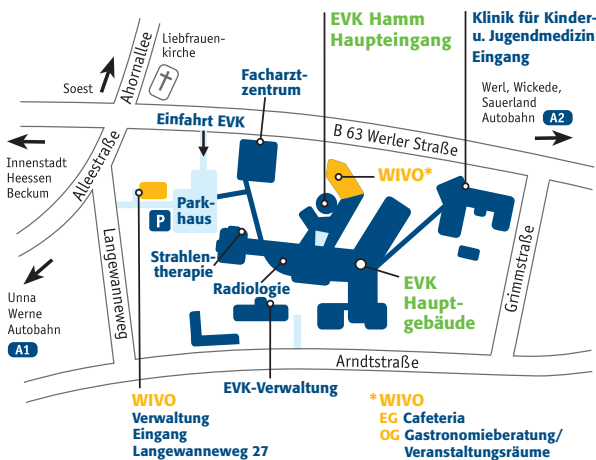 EVK Hamm
Haupteingang
Klinik für Kinder-
u. Jugendmedizin
Eingang
Liebfrauen-
kirche
Ahornallee
Soest
Facharzt-
zentrum
Werl, Wickede,
Sauerland
Autobahn A2
Einfahrt EVK
B 63 Werler Straße
Innenstadt
Heessen
Beckum
Alleestraße
WIVO*
Park-
haus
P
Langewanneweg
Strahlen-
therapie
Radiologie
Grimmstraße
EVK
Haupt-
gebäude
Unna
Werne
Autobahn
A1
Arndtstraße
EVK-Verwaltung
WIVO
Verwaltung
Eingang
Langewanneweg 27
*WIVO
EG Cafeteria
OG Gastronomieberatung/
Veranstaltungsräume